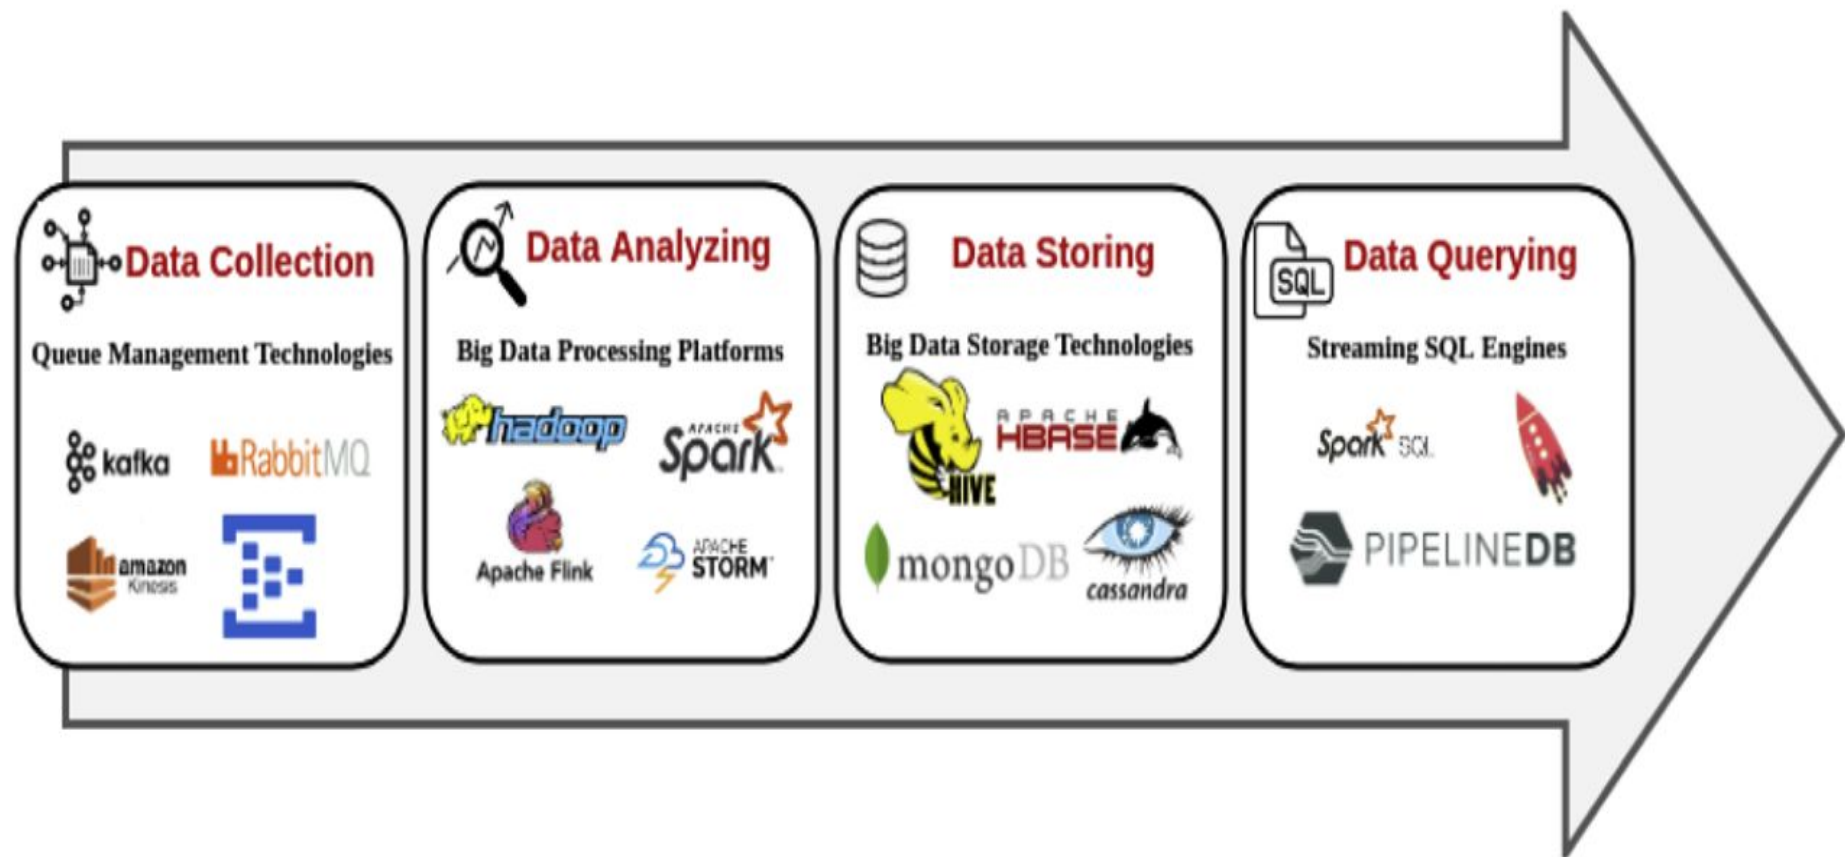 Data Collection
Queue Management Technologies
kafka
RabbitMQ
amazon
Kinesis
Data Analyzing
Big Data Processing Platforms
hadoop
APACHE
Spark
Apache Flink
APACHE
STORM
Data Storing
Big Data Storage Technologies
HIVE
APACHE
HBASE
mongoDB
cassandra
SQL
Data Querying
Streaming SQL Engines
Spark SQL
PIPELINEDB